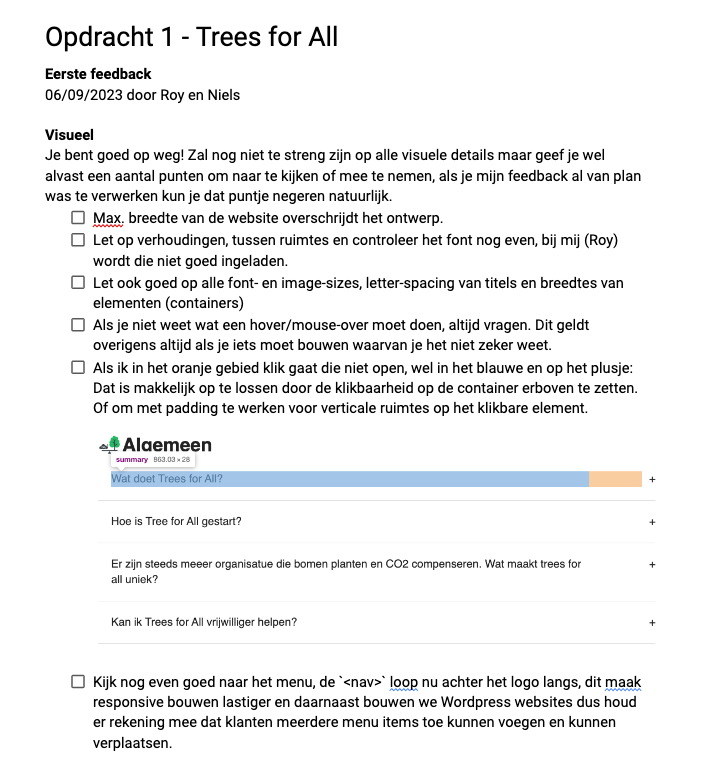 Opdracht 1 - Trees for All
Eerste feedback
06/09/2023 door Roy en Niels
Visueel
Je bent goed op weg! Zal nog niet te streng zijn op alle visuele details maar geef je wel
alvast een aantal punten om naar te kijken of mee te nemen, als je mijn feedback al van plan
was te verwerken kun je dat puntje negeren natuurlijk.
Max. breedte van de website overschrijdt het ontwerp.
Let op verhoudingen, tussen ruimtes en controleer het font nog even, bij mij (Roy)
wordt die niet goed ingeladen.
Let ook goed op alle font- en image-sizes, letter-spacing van titels en breedtes van
elementen (containers)
Als je niet weet wat een hover/mouse-over moet doen, altijd vragen. Dit geldt
overigens altijd als je iets moet bouwen waarvan je het niet zeker weet.
Als ik in het oranje gebied klik gaat die niet open, wel in het blauwe en op het plusje:
Dat is makkelijk op te lossen door de klikbaarheid op de container erboven te zetten.
Of om met padding te werken voor verticale ruimtes op het klikbare element.
Algemeen
summary 863.03 × 28
Wat doet Trees for All? +
Hoe is Tree for All gestart? +
Er zijn steeds meeer organisatue die bomen planten en CO2 compenseren. Wat maakt trees for +
all uniek?
Kan ik Trees for All vrijwilliger helpen? +
Kijk nog even goed naar het menu, de `<nav>` loop nu achter het logo langs, dit maak
responsive bouwen lastiger en daarnaast bouwen we Wordpress websites dus houd
er rekening mee dat klanten meerdere menu items toe kunnen voegen en kunnen
verplaatsen.